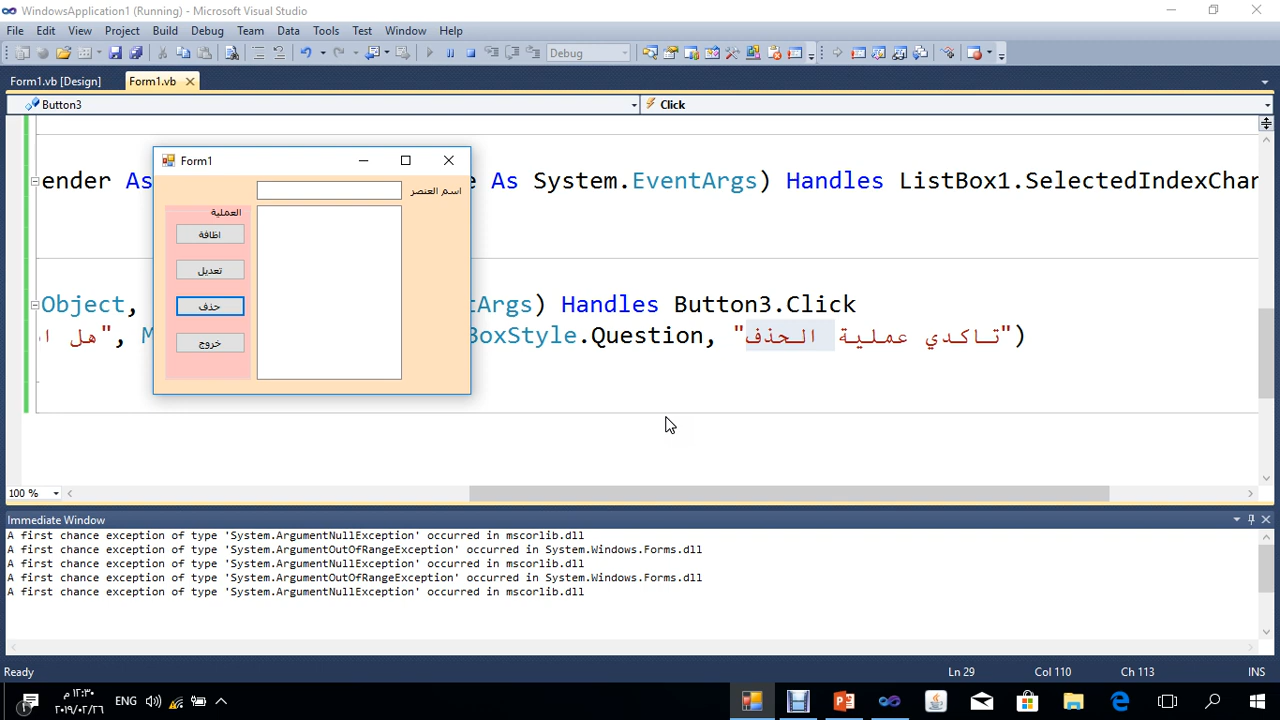 WindowsApplication1 (Running) - Microsoft Visual Studio
File Edit View Project Build Debug Team Data Tools Test Window Help
Debug
Form1.vb [Design] Form1.vb
Button3 Click
Form1
ender As e As System.EventArgs) Handles ListBox1.SelectedIndexChan
اسم العنصر
العملية
اظافة
تعديل
حذف
خروج
Object, tArgs) Handles Button3.Click
هل ا", M BoxStyle.Question, "تاكدي عملية الحذف")
100 %
Immediate Window
A first chance exception of type 'System.ArgumentNullException' occurred in mscorlib.dll
A first chance exception of type 'System.ArgumentOutOfRangeException' occurred in System.Windows.Forms.dll
A first chance exception of type 'System.ArgumentNullException' occurred in mscorlib.dll
A first chance exception of type 'System.ArgumentOutOfRangeException' occurred in System.Windows.Forms.dll
A first chance exception of type 'System.ArgumentNullException' occurred in mscorlib.dll
Ready Ln 29 Col 110 Ch 113 INS
١٢:٣٠ م
٢٠١٩/٠٢/٢٦
ENG